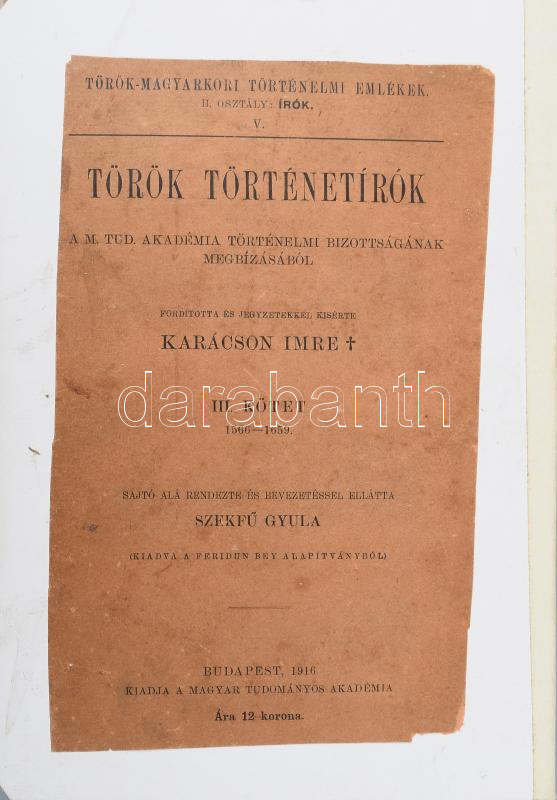 TÖRÖK-MAGYARKORI TÖRTÉNELMI EMLÉKEK.
II. OSZTÁLY: ÍRÓK.
V.
TÖRÖK TÖRTÉNETÍRÓK
A M. TUD. AKADÉMIA TÖRTÉNELMI BIZOTTSÁGÁNAK
MEGBÍZÁSÁBÓL
FORDÍTOTTA ÉS JEGYZETEKKEL KISÉRTE
KARÁCSON IMRE †
darabanth
III. KÖTET
1566—1659.
SAJTÓ ALÁ RENDEZTE ÉS BEVEZETÉSSEL ELLÁTTA
SZEKFŰ GYULA
(KIADVA A FERIDUN BEY ALAPÍTVÁNYBÓL)
BUDAPEST, 1916
KIADJA A MAGYAR TUDOMÁNYOS AKADÉMIA
Ára 12 korona.